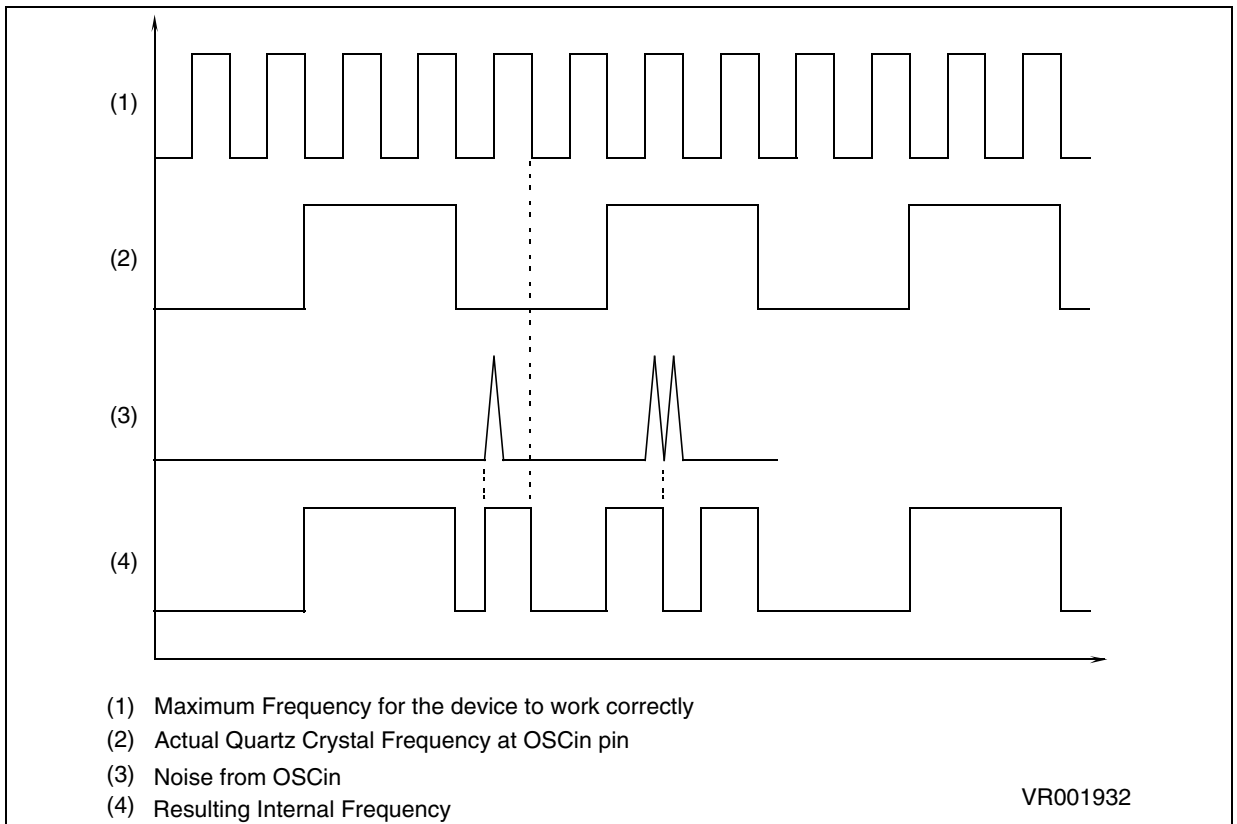 (1)
(2)
(3)
(4)
(1) Maximum Frequency for the device to work correctly
(2) Actual Quartz Crystal Frequency at OSCin pin
(3) Noise from OSCin
(4) Resulting Internal Frequency
VR001932